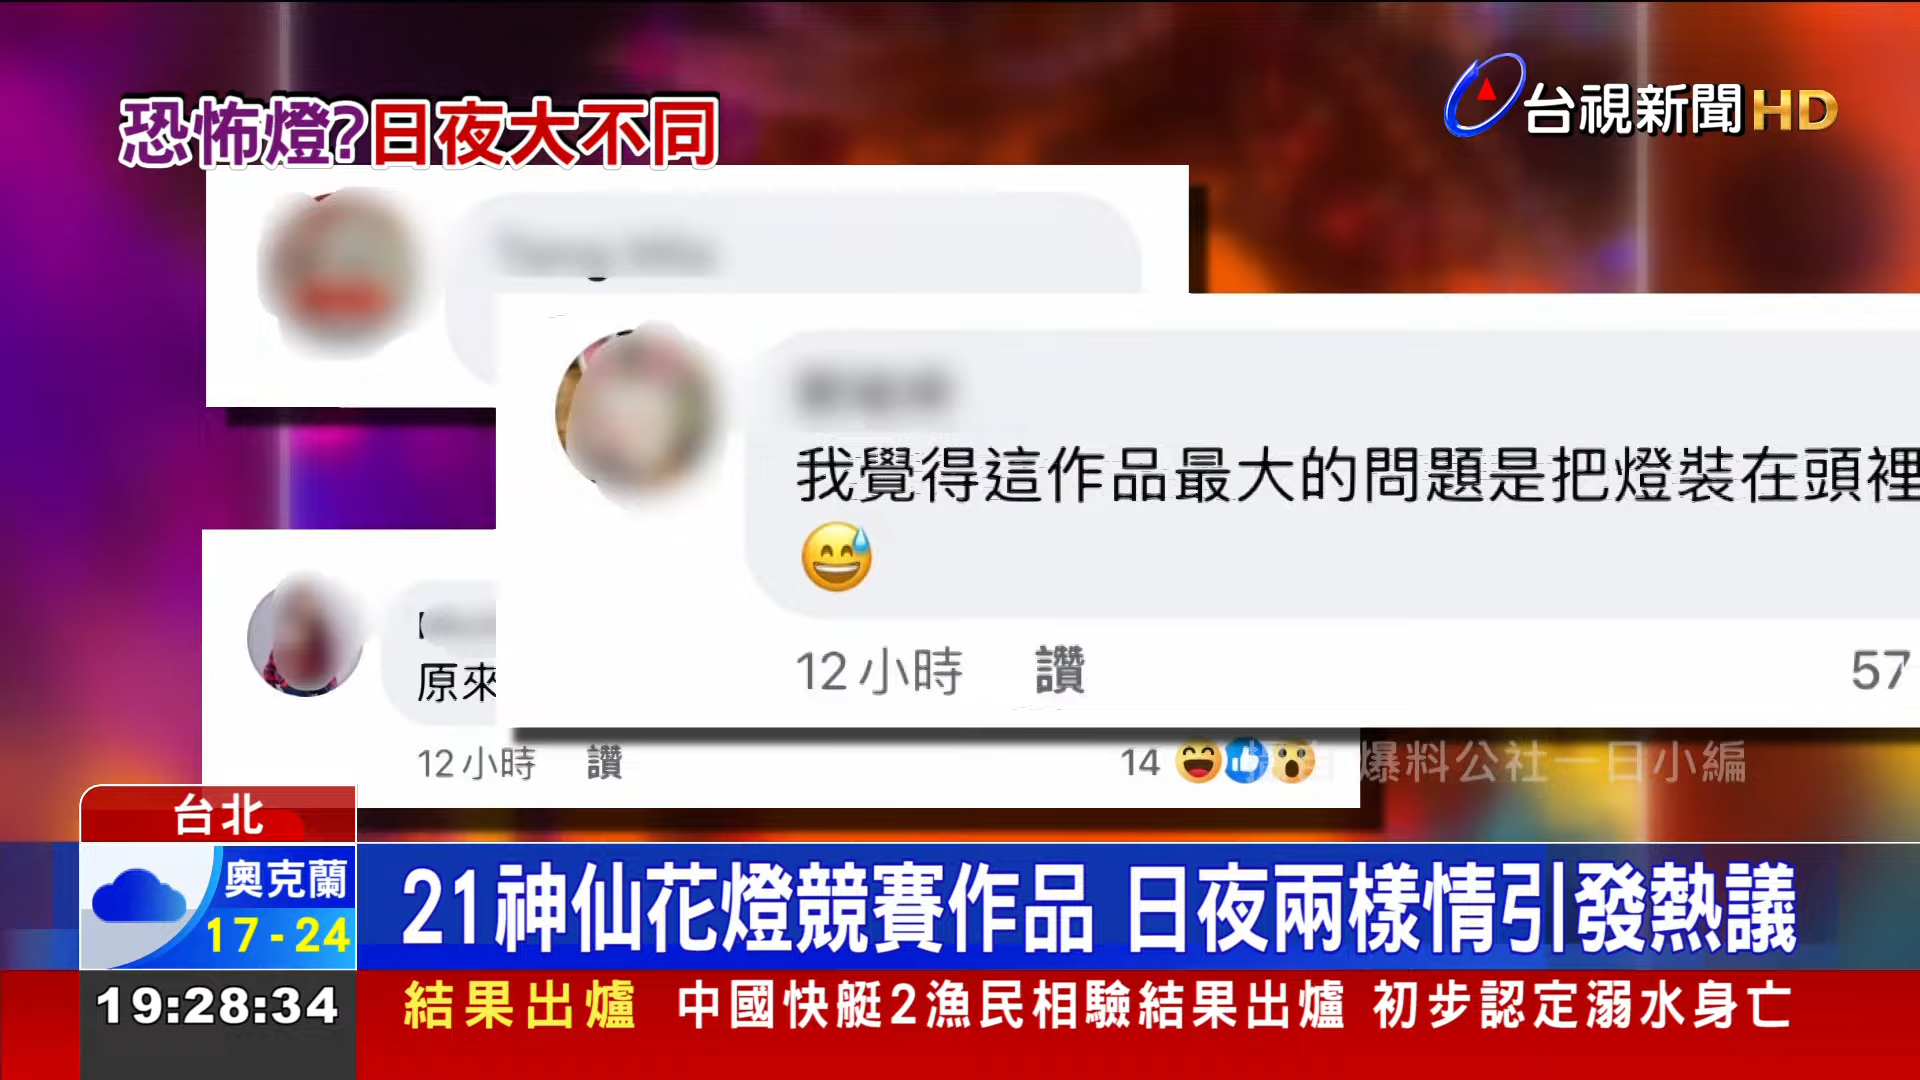 恐怖燈?日夜大不同
台視新聞HD
我覺得這作品最大的問題是把燈裝在頭裡
😅
12小時 讚
57
原來
12小時 讚
14
爆料公社一日小編
台北
奧克蘭
17-24
19:28:34
21神仙花燈競賽作品 日夜兩樣情引發熱議
結果出爐 中國快艇2漁民相驗結果出爐 初步認定溺水身亡